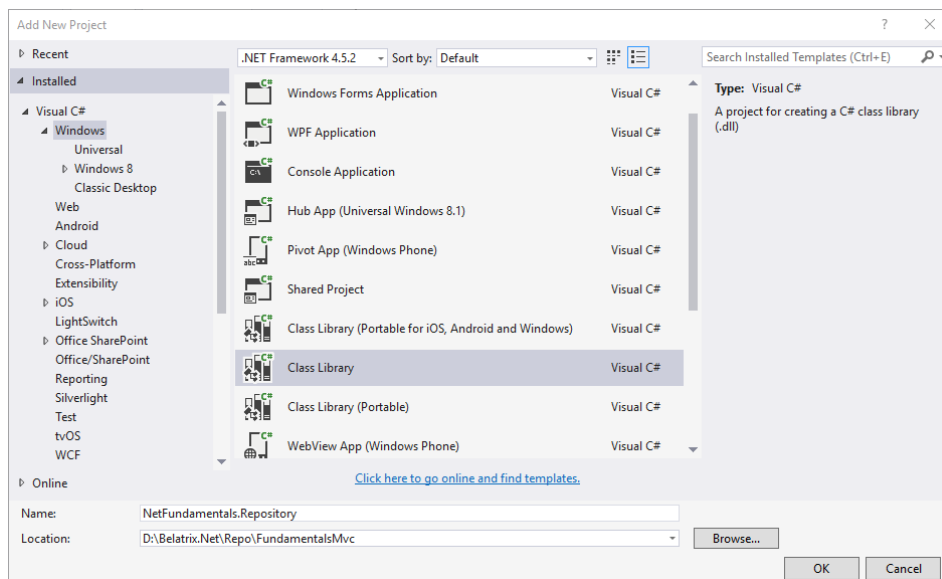 Add New Project
?
Recent
.NET Framework 4.5.2
Sort by: Default
Search Installed Templates (Ctrl+E)
Installed
Visual C#
Windows
Universal
Windows 8
Classic Desktop
Web
Android
Cloud
Cross-Platform
Extensibility
iOS
LightSwitch
Office SharePoint
Office/SharePoint
Reporting
Silverlight
Test
tvOS
WCF
Online
C# Windows Forms Application Visual C#
C# WPF Application Visual C#
C# C:\ Console Application Visual C#
C# Hub App (Universal Windows 8.1) Visual C#
C# abc Pivot App (Windows Phone) Visual C#
C# Shared Project Visual C#
C# Class Library (Portable for iOS, Android and Windows) Visual C#
C# Class Library Visual C#
C# Class Library (Portable) Visual C#
C# WebView App (Windows Phone) Visual C#
Click here to go online and find templates.
Type: Visual C#
A project for creating a C# class library
(.dll)
Name: NetFundamentals.Repository
Location: D:\Belatrix.Net\Repo\FundamentalsMvc
Browse...
OK
Cancel